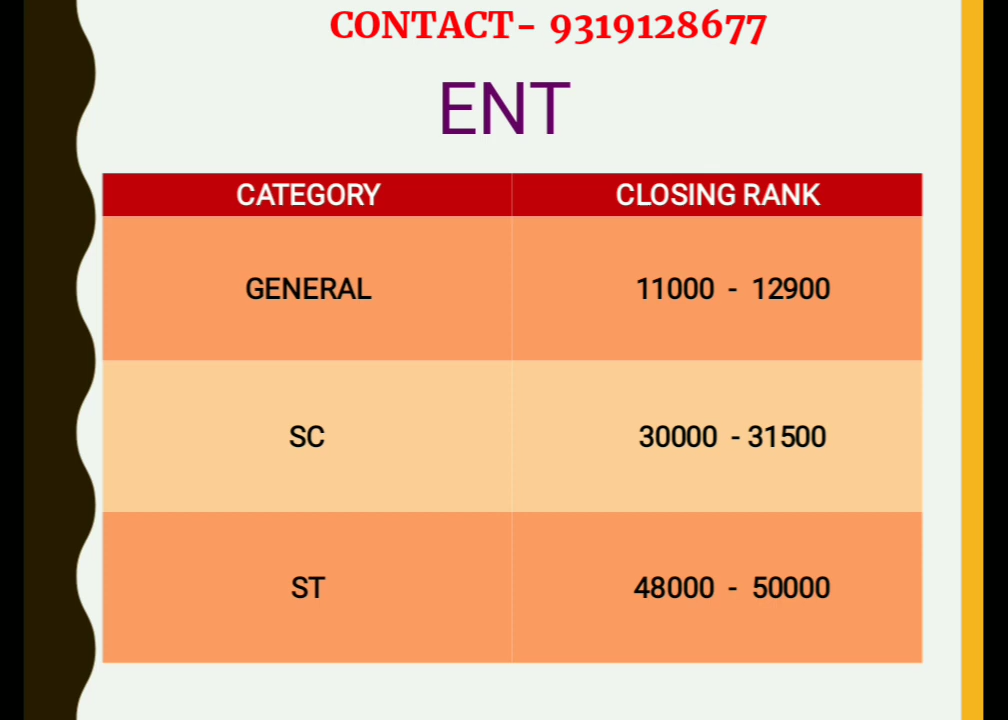 CONTACT- 9319128677
ENT
CATEGORY CLOSING RANK
GENERAL 11000 - 12900
SC 30000 - 31500
ST 48000 - 50000